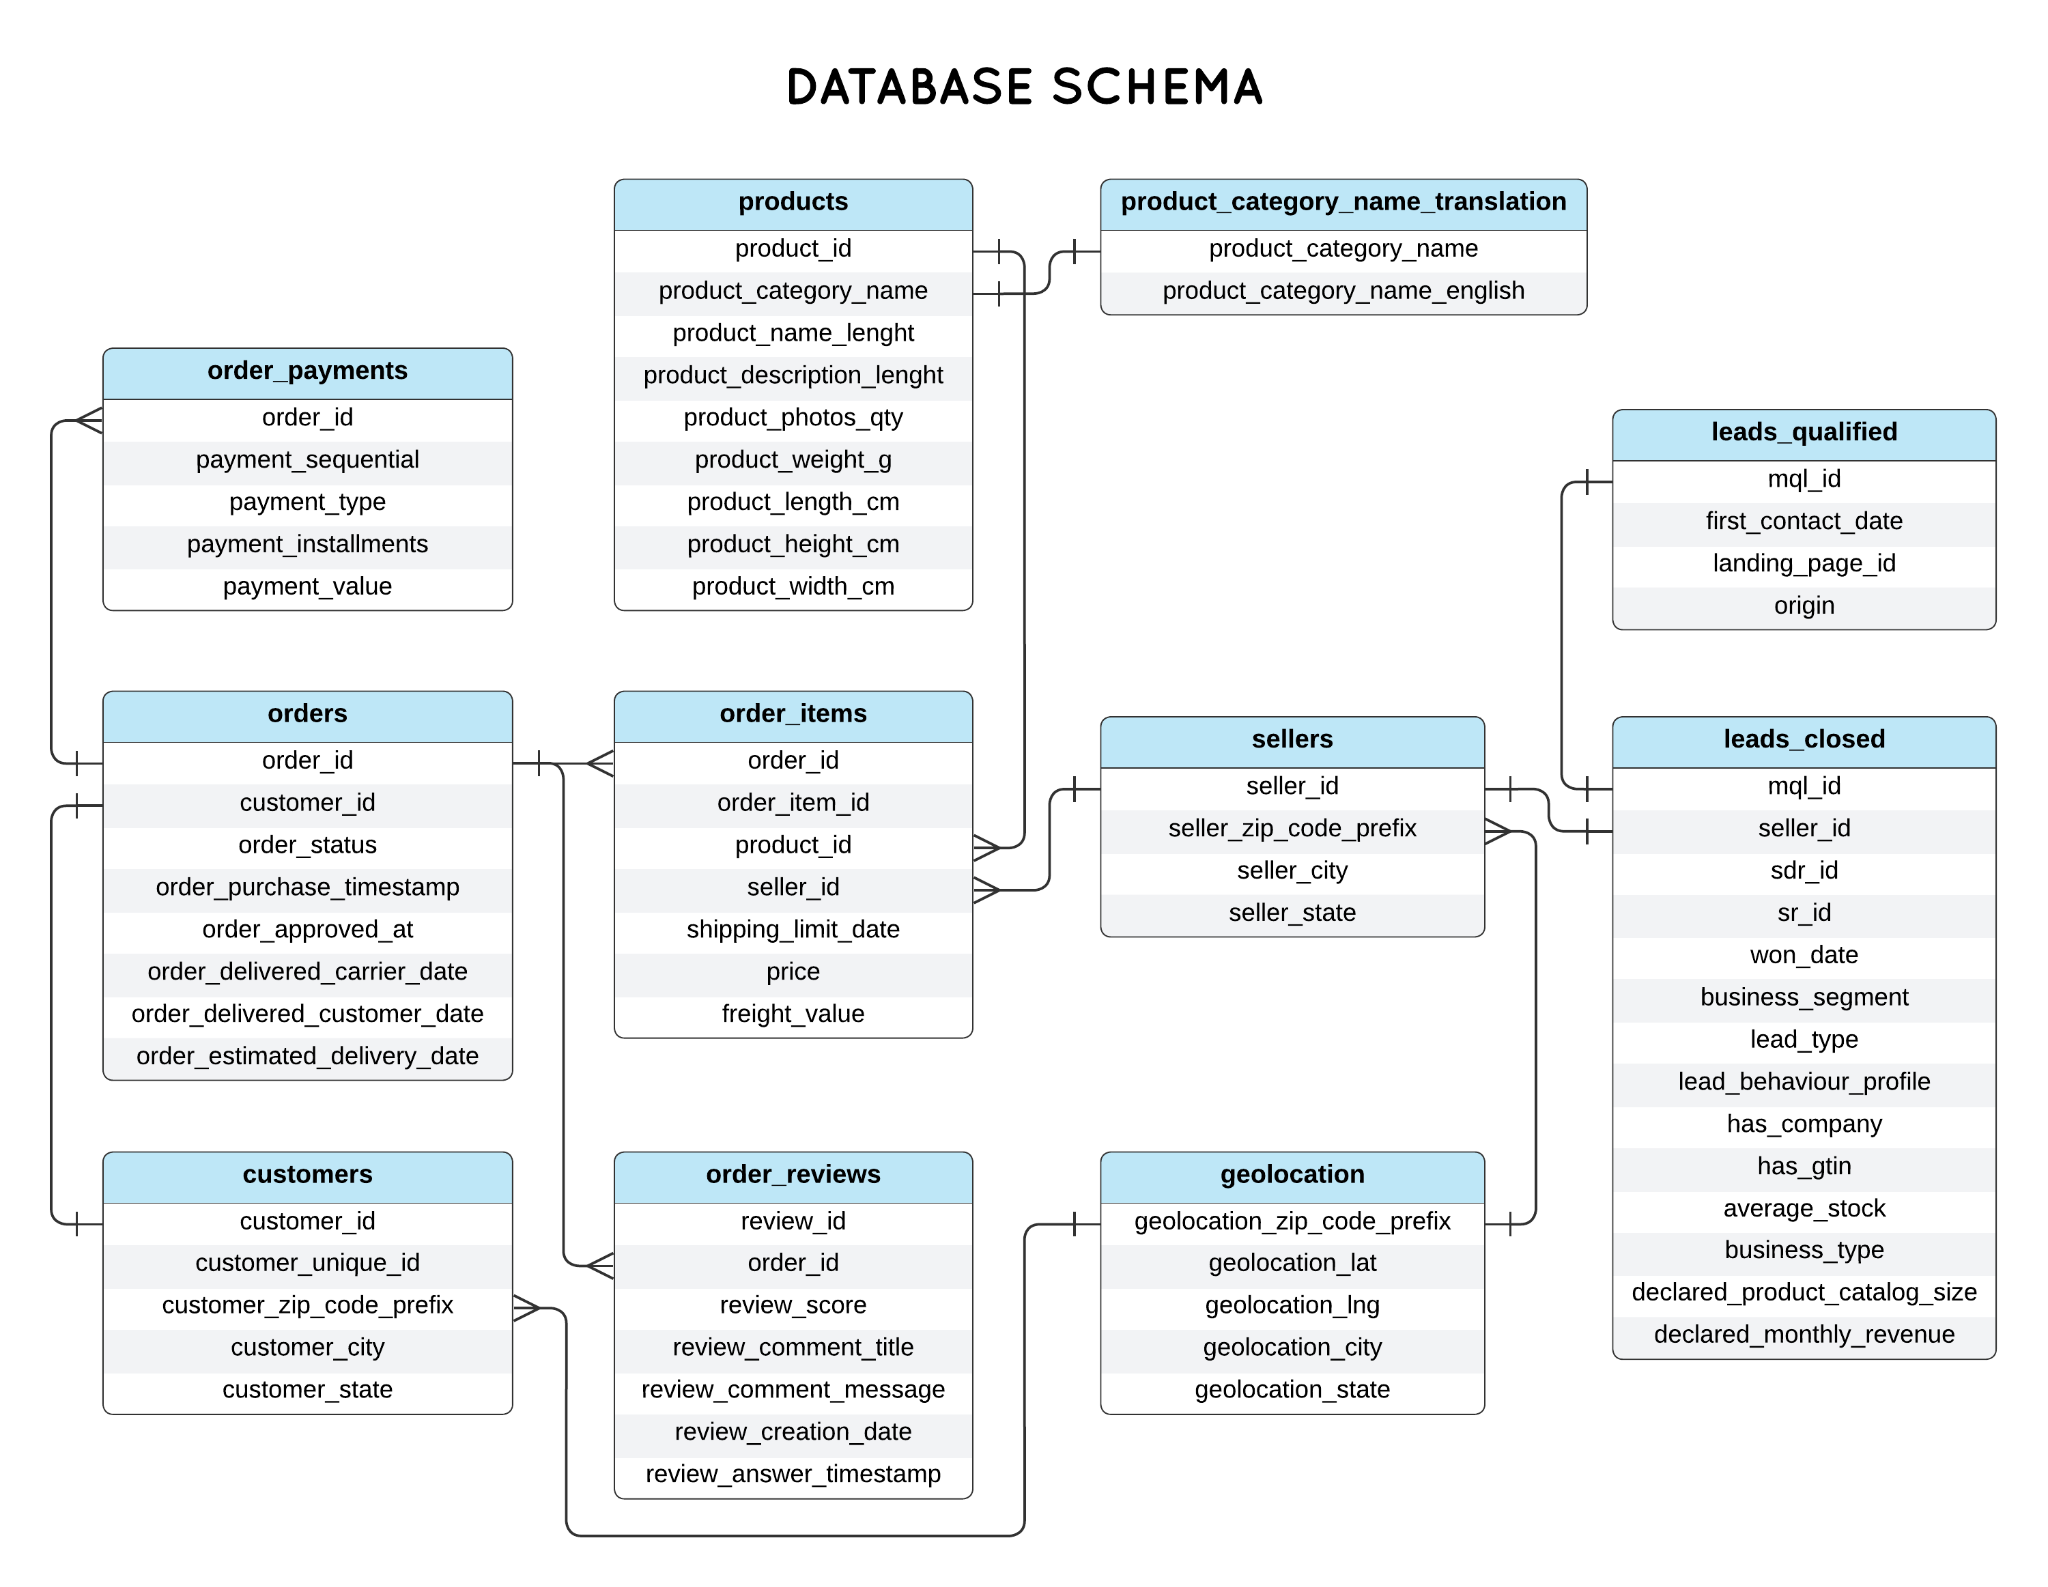 DATABASE SCHEMA
products
product_id
product_category_name
product_name_lenght
product_description_lenght
product_photos_qty
product_weight_g
product_length_cm
product_height_cm
product_width_cm
product_category_name_translation
product_category_name
product_category_name_english
order_payments
order_id
payment_sequential
payment_type
payment_installments
payment_value
leads_qualified
mql_id
first_contact_date
landing_page_id
origin
orders
order_id
customer_id
order_status
order_purchase_timestamp
order_approved_at
order_delivered_carrier_date
order_delivered_customer_date
order_estimated_delivery_date
order_items
order_id
order_item_id
product_id
seller_id
shipping_limit_date
price
freight_value
sellers
seller_id
seller_zip_code_prefix
seller_city
seller_state
leads_closed
mql_id
seller_id
sdr_id
sr_id
won_date
business_segment
lead_type
lead_behaviour_profile
has_company
has_gtin
average_stock
business_type
declared_product_catalog_size
declared_monthly_revenue
customers
customer_id
customer_unique_id
customer_zip_code_prefix
customer_city
customer_state
order_reviews
review_id
order_id
review_score
review_comment_title
review_comment_message
review_creation_date
review_answer_timestamp
geolocation
geolocation_zip_code_prefix
geolocation_lat
geolocation_lng
geolocation_city
geolocation_state